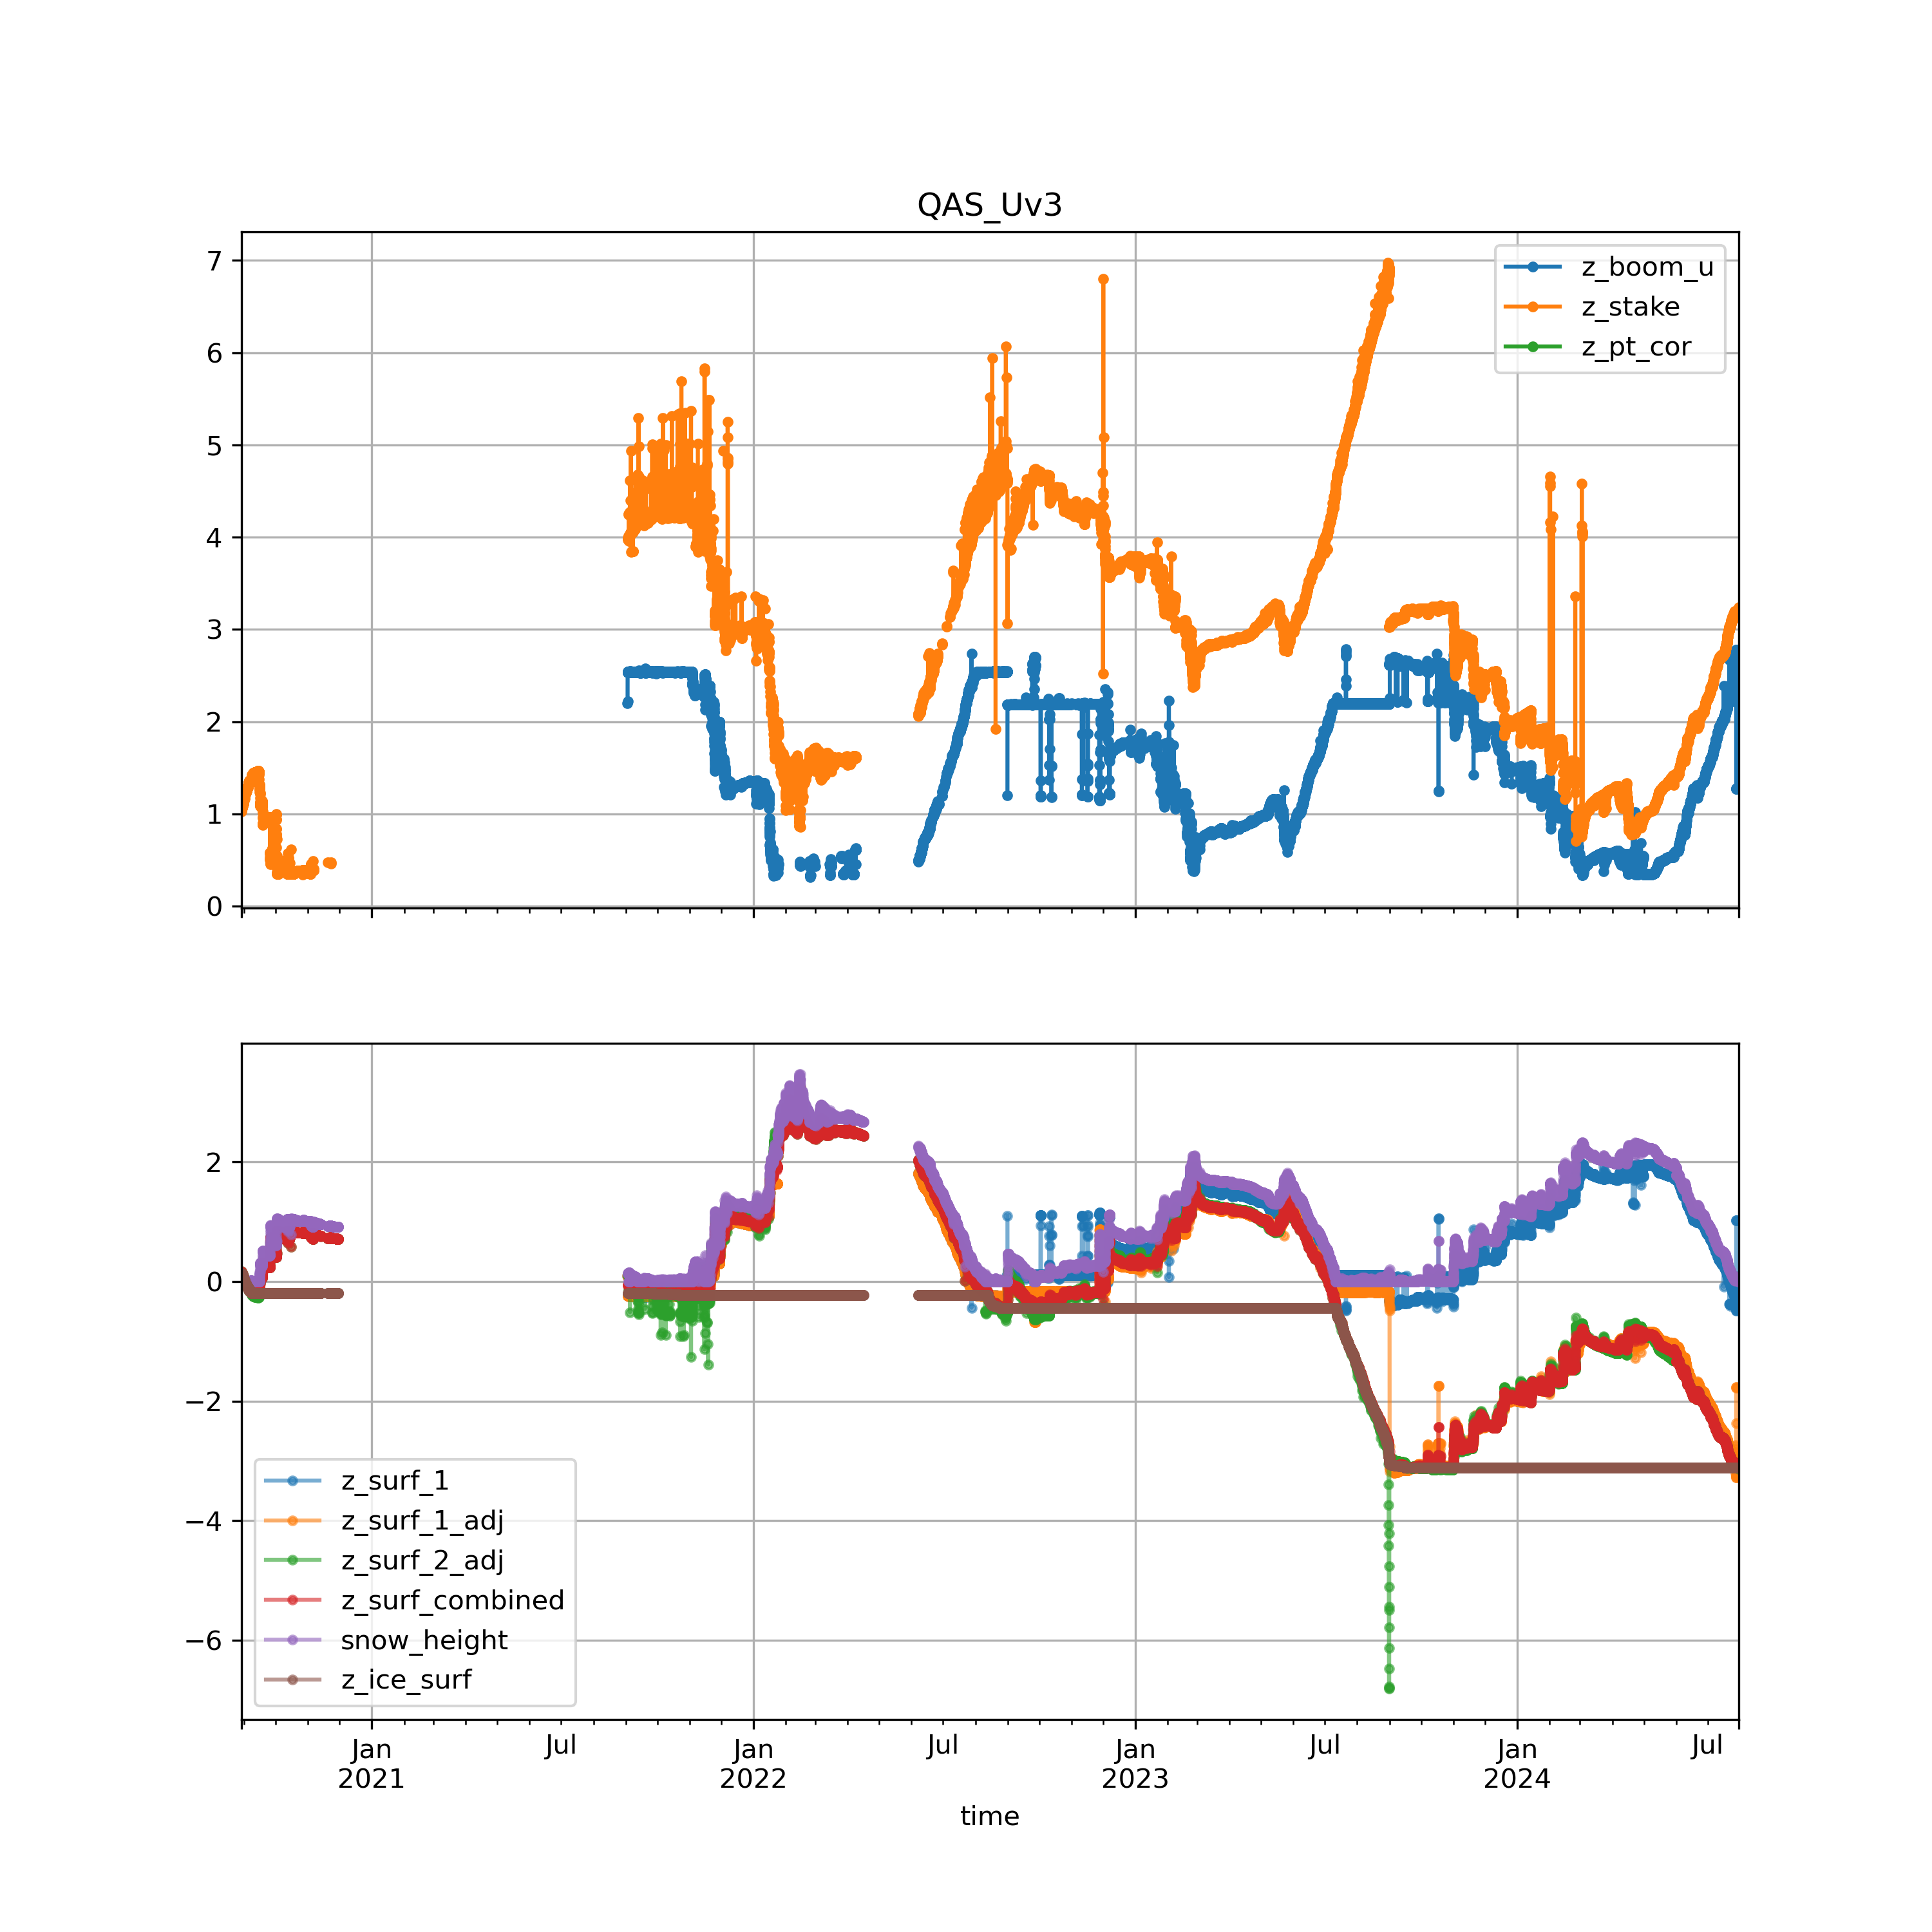 QAS_Uv3
7
6
5
4
3
2
1
0
z_boom_u
z_stake
z_pt_cor
2
0
−2
−4
−6
z_surf_1
z_surf_1_adj
z_surf_2_adj
z_surf_combined
snow_height
z_ice_surf
Jan Jul Jan Jul Jan Jul Jan Jul
2021 2022 2023 2024
time